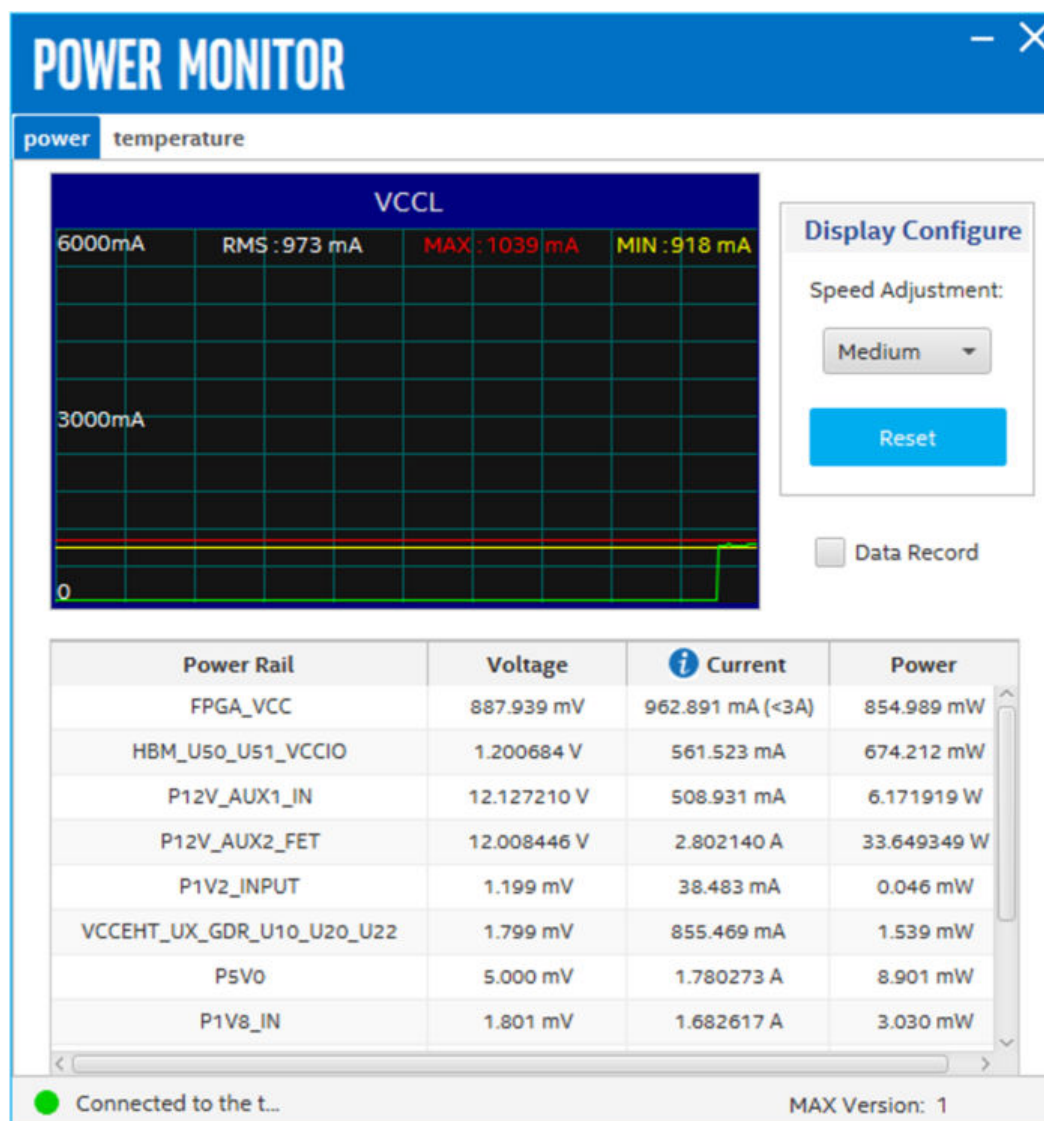 POWER MONITOR
power temperature
VCCL
6000mA RMS : 973 mA MAX : 1039 mA MIN : 918 mA
3000mA
0
Display Configure
Speed Adjustment:
Medium
Reset
Data Record
Power Rail Voltage i Current Power
FPGA_VCC 887.939 mV 962.891 mA (<3A) 854.989 mW
HBM_U50_U51_VCCIO 1.200684 V 561.523 mA 674.212 mW
P12V_AUX1_IN 12.127210 V 508.931 mA 6.171919 W
P12V_AUX2_FET 12.008446 V 2.802140 A 33.649349 W
P1V2_INPUT 1.199 mV 38.483 mA 0.046 mW
VCCEHT_UX_GDR_U10_U20_U22 1.799 mV 855.469 mA 1.539 mW
P5V0 5.000 mV 1.780273 A 8.901 mW
P1V8_IN 1.801 mV 1.682617 A 3.030 mW
Connected to the t... MAX Version: 1